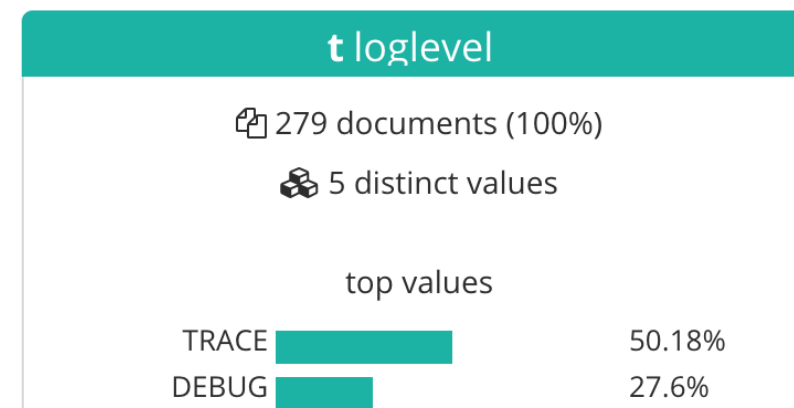 t loglevel
279 documents (100%)
5 distinct values
top values
TRACE 50.18%
DEBUG 27.6%